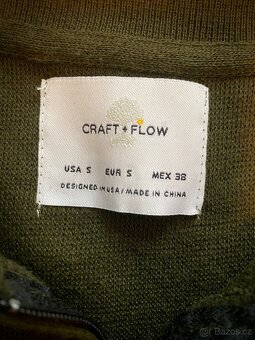 CRAFT + FLOW
USA S EUR S MEX 38
DESIGNED IN USA / MADE IN CHINA
Bazos.cz